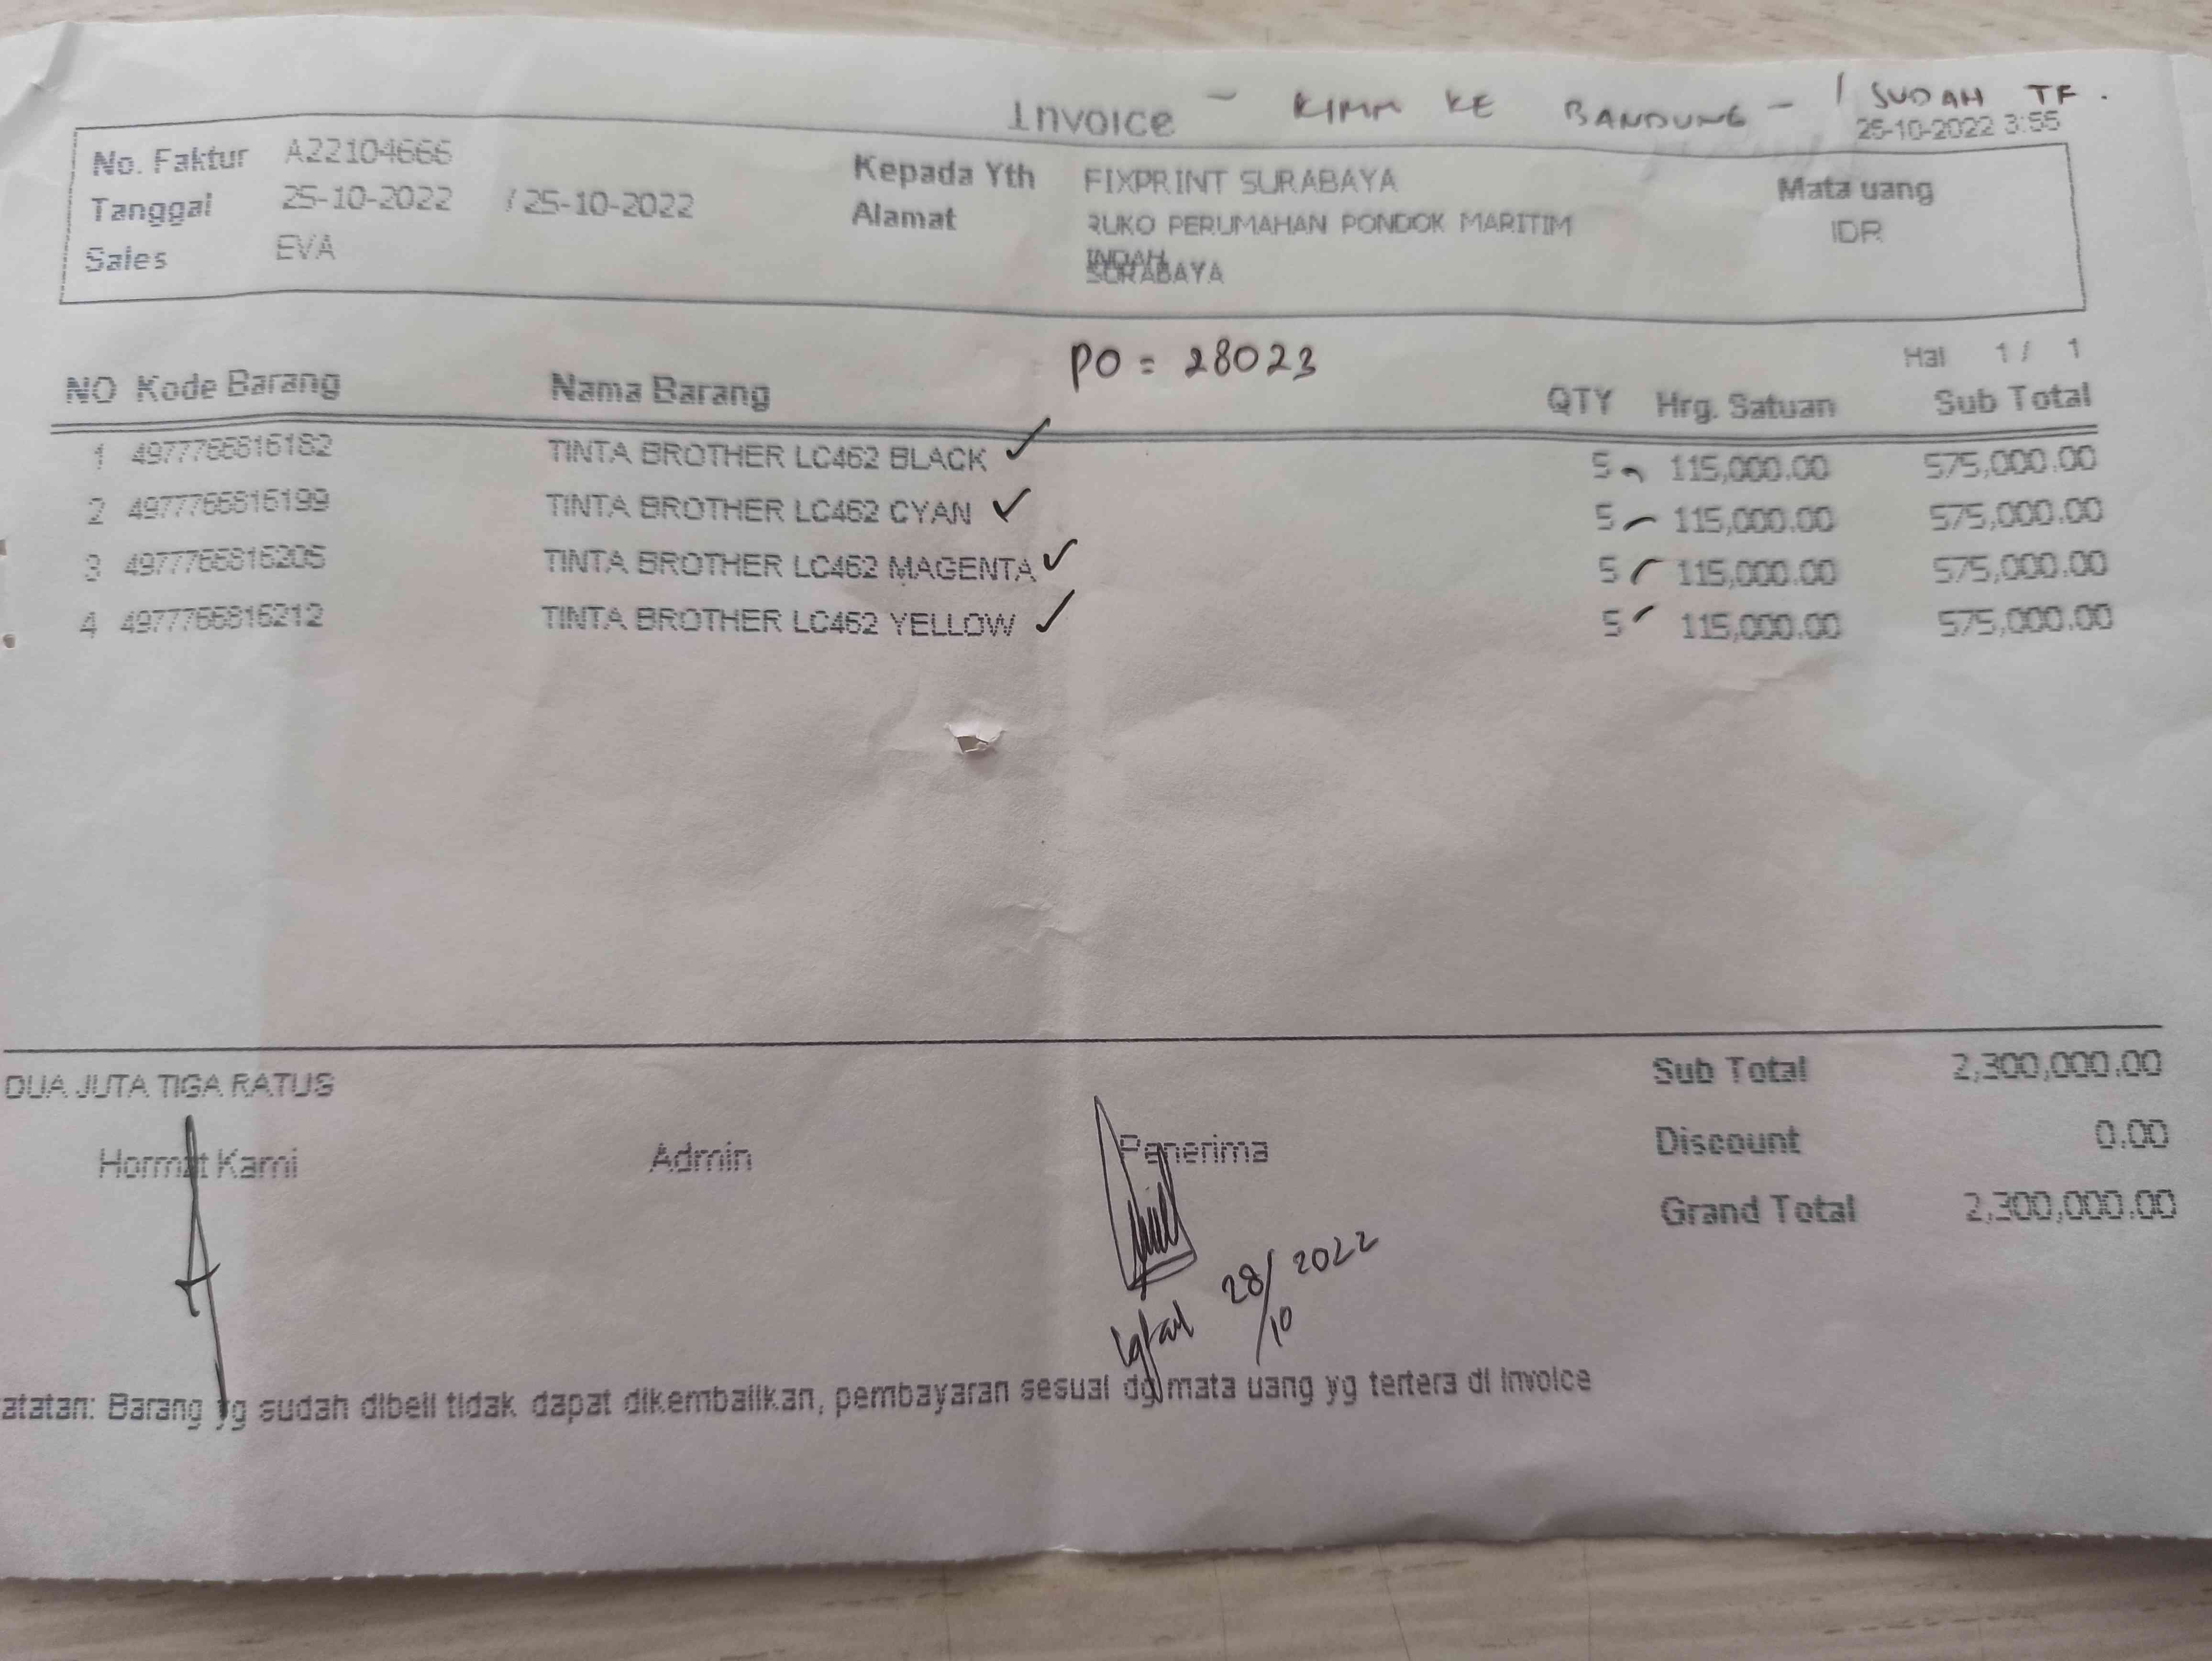 Invoice - KIRIM KE BANDUNG - / SUDAH TF.
25-10-2022 3:55
No. Faktur A22104666
Tanggal 25-10-2022 / 25-10-2022
Sales EVA
Kepada Yth FIXPRINT SURABAYA
Alamat RUKO PERUMAHAN PONDOK MARITIM
INDAH
SURABAYA
Mata uang
IDR
PO = 28023
Hal 1 / 1
NO Kode Barang Nama Barang QTY Hrg. Satuan Sub Total
1 4977766816182 TINTA BROTHER LC462 BLACK ✓ 5 115,000.00 575,000.00
2 4977766816199 TINTA BROTHER LC462 CYAN ✓ 5 115,000.00 575,000.00
3 4977766816205 TINTA BROTHER LC462 MAGENTA ✓ 5 115,000.00 575,000.00
4 4977766816212 TINTA BROTHER LC462 YELLOW ✓ 5 115,000.00 575,000.00
DUA JUTA TIGA RATUS
Sub Total 2,300,000.00
Discount 0.00
Grand Total 2,300,000.00
Hormat Kami Admin Penerima
28/10 2022
atatan: Barang yg sudah dibeli tidak dapat dikembalikan, pembayaran sesuai dg mata uang yg tertera di invoice